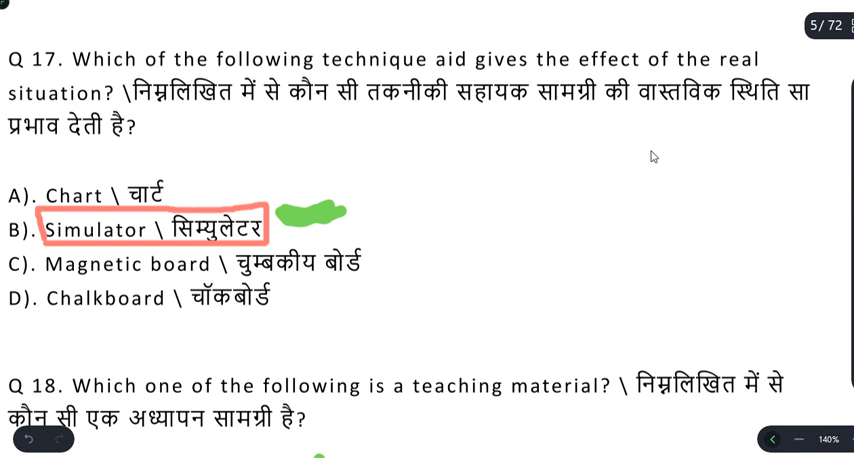 5 / 72
Q 17. Which of the following technique aid gives the effect of the real
situation? \निम्नलिखित में से कौन सी तकनीकी सहायक सामग्री की वास्तविक स्थिति सा
प्रभाव देती है?
A). Chart \ चार्ट
B). Simulator \ सिम्युलेटर
C). Magnetic board \ चुम्बकीय बोर्ड
D). Chalkboard \ चॉकबोर्ड
Q 18. Which one of the following is a teaching material? \ निम्नलिखित में से
कौन सी एक अध्यापन सामग्री है?
140%